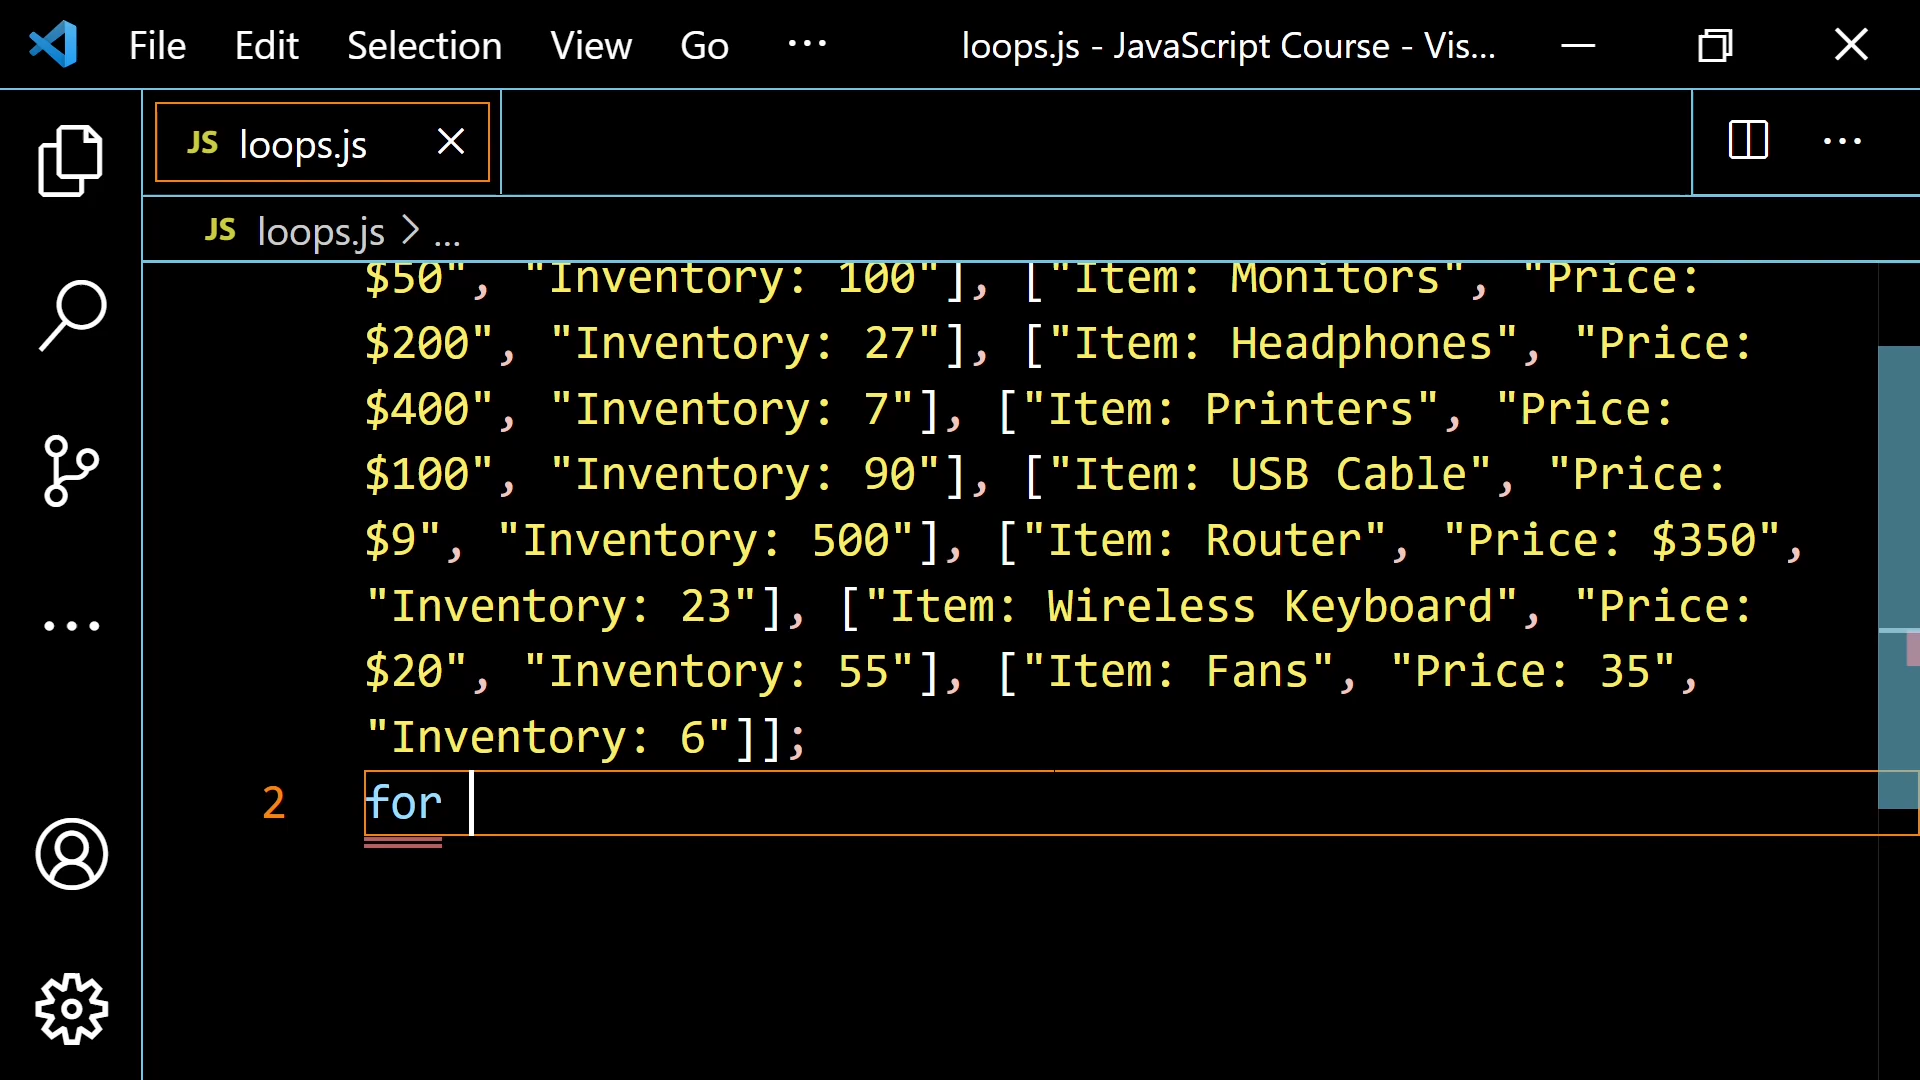 File Edit Selection View Go ··· loops.js - JavaScript Course - Vis...
JS loops.js
JS loops.js > ...
$50", "Inventory: 100"], ["Item: Monitors", "Price:
$200", "Inventory: 27"], ["Item: Headphones", "Price:
$400", "Inventory: 7"], ["Item: Printers", "Price:
$100", "Inventory: 90"], ["Item: USB Cable", "Price:
$9", "Inventory: 500"], ["Item: Router", "Price: $350",
"Inventory: 23"], ["Item: Wireless Keyboard", "Price:
$20", "Inventory: 55"], ["Item: Fans", "Price: 35",
"Inventory: 6"]];
2 for